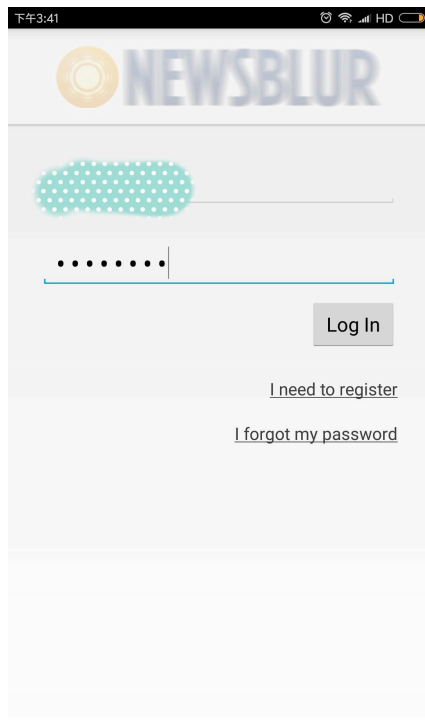 下午3:41 HD
NEWSBLUR
••••••••
Log In
I need to register
I forgot my password